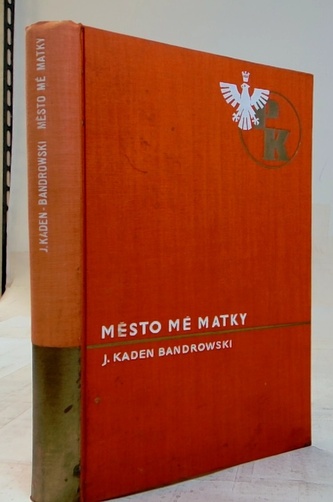 J. KADEN - BANDROWSKI MĚSTO MÉ MATKY
K
MĚSTO MÉ MATKY
J. KADEN BANDROWSKI